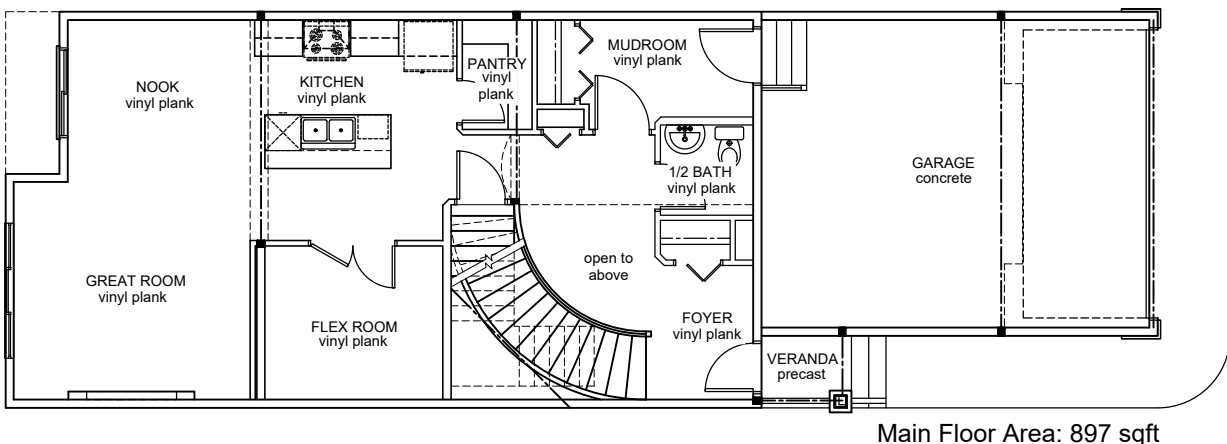 MUDROOM
vinyl plank
PANTRY
vinyl
plank
KITCHEN
vinyl plank
NOOK
vinyl plank
GARAGE
concrete
1/2 BATH
vinyl plank
open to
above
GREAT ROOM
vinyl plank
FLEX ROOM
vinyl plank
FOYER
vinyl plank
VERANDA
precast
Main Floor Area: 897 sqft